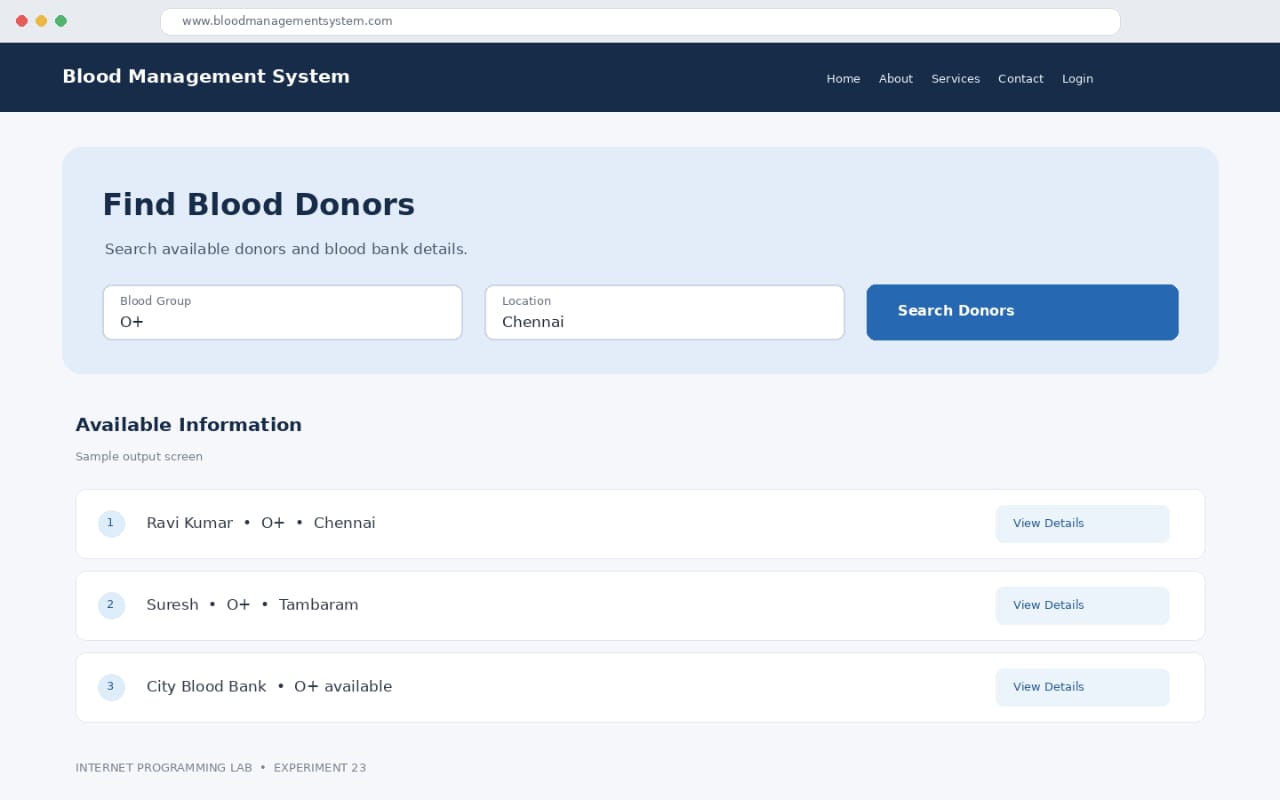 www.bloodmanagementsystem.com
Blood Management System
Home About Services Contact Login
Find Blood Donors
Search available donors and blood bank details.
Blood Group
O+
Location
Chennai
Search Donors
Available Information
Sample output screen
1 Ravi Kumar • O+ • Chennai View Details
2 Suresh • O+ • Tambaram View Details
3 City Blood Bank • O+ available View Details
INTERNET PROGRAMMING LAB • EXPERIMENT 23